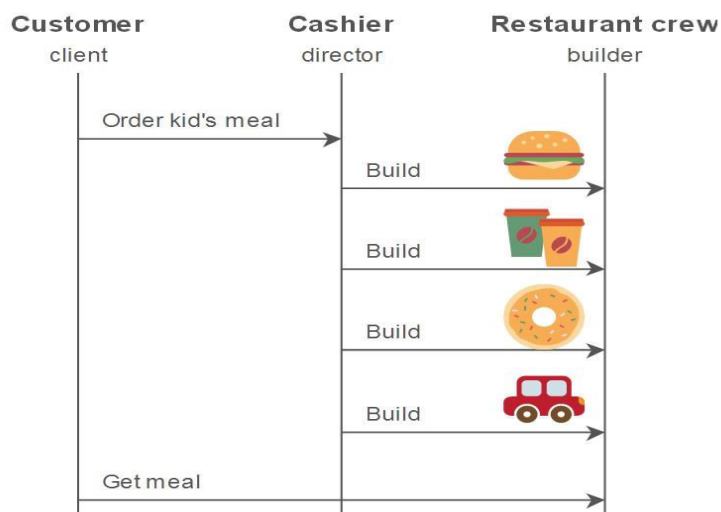 Customer Cashier Restaurant crew
client director builder
Order kid's meal
Build
Build
Build
Build
Get meal